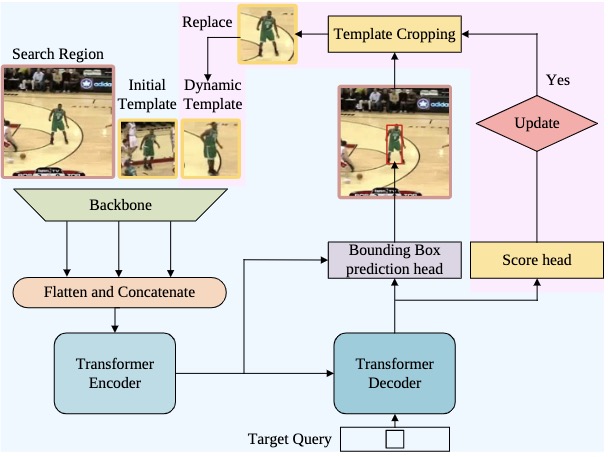 Replace
Template Cropping
Search Region
Initial
Template
Dynamic
Template
adidas
Yes
Update
Backbone
Bounding Box
prediction head
Score head
Flatten and Concatenate
Transformer
Encoder
Transformer
Decoder
Target Query